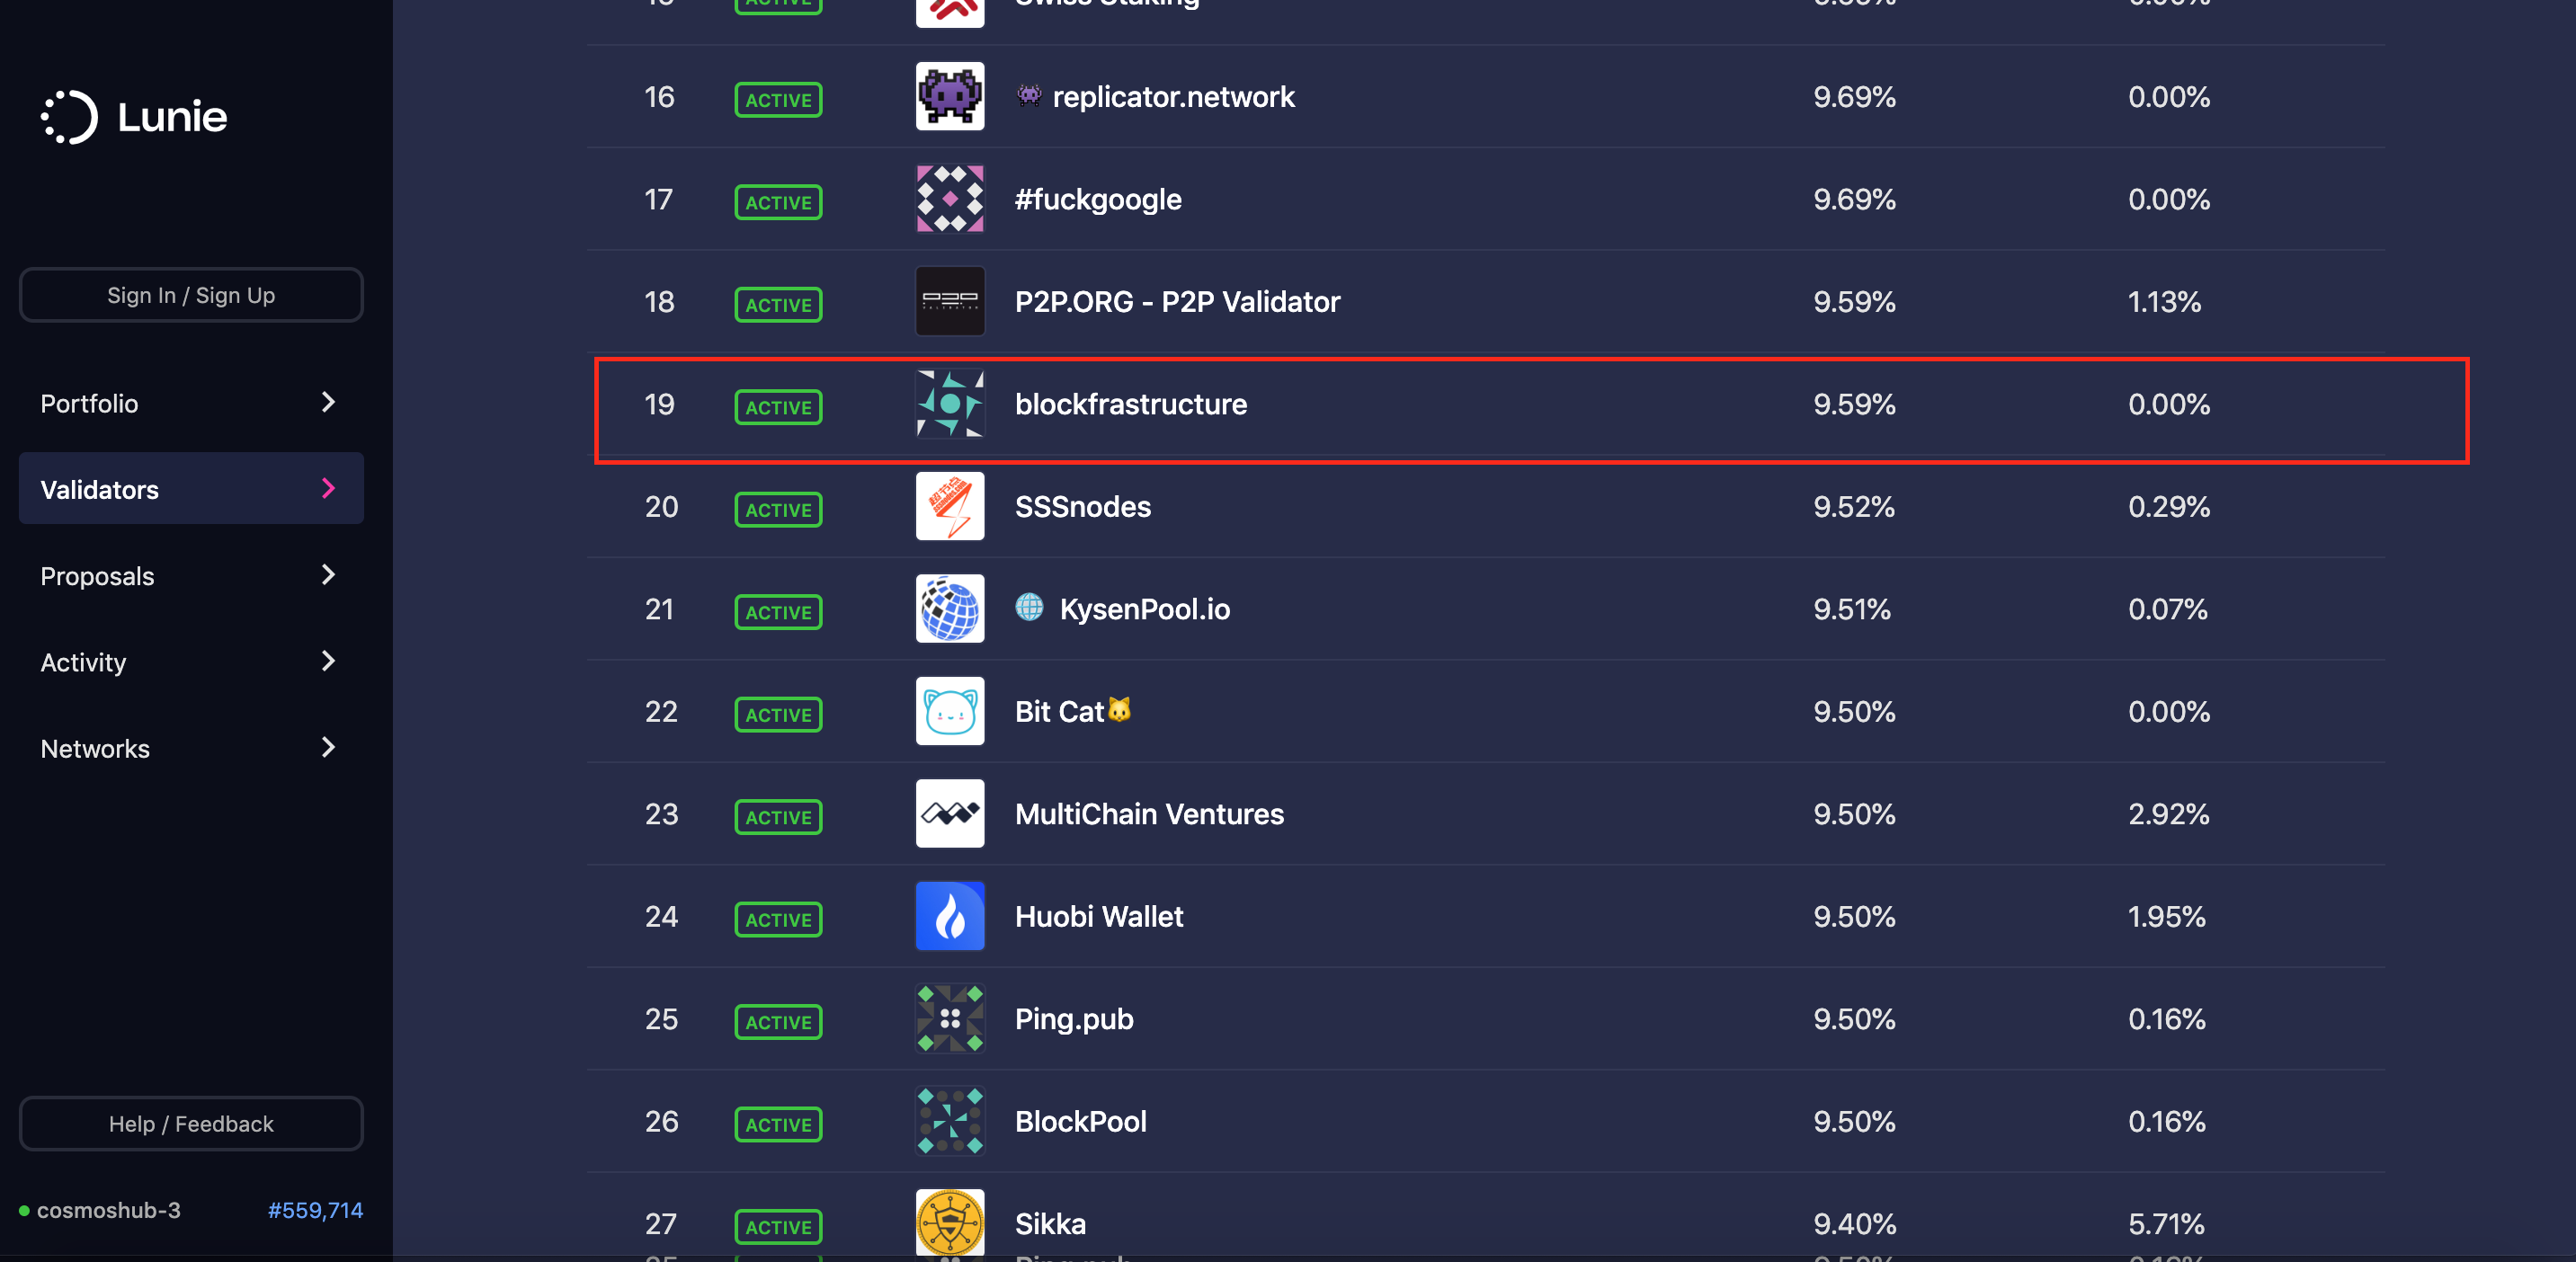 Lunie
Sign In / Sign Up
Portfolio
Validators
Proposals
Activity
Networks
Help / Feedback
cosmoshub-3 #559,714
Swiss Staking
16 ACTIVE 👾 replicator.network 9.69% 0.00%
17 ACTIVE #fuckgoogle 9.69% 0.00%
18 ACTIVE P2P.ORG - P2P Validator 9.59% 1.13%
19 ACTIVE blockfrastructure 9.59% 0.00%
20 ACTIVE SSSnodes 9.52% 0.29%
21 ACTIVE 🌐 KysenPool.io 9.51% 0.07%
22 ACTIVE Bit Cat🐱 9.50% 0.00%
23 ACTIVE MultiChain Ventures 9.50% 2.92%
24 ACTIVE Huobi Wallet 9.50% 1.95%
25 ACTIVE Ping.pub 9.50% 0.16%
26 ACTIVE BlockPool 9.50% 0.16%
27 ACTIVE Sikka 9.40% 5.71%